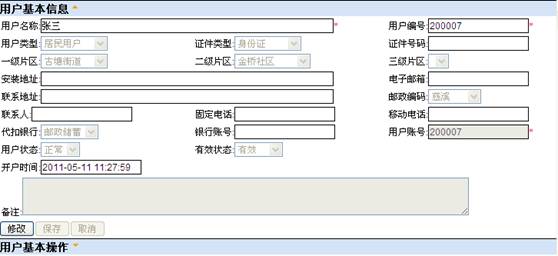 用户基本信息
用户名称: 张三 * 用户编号: 200007 *
用户类型: 居民用户 证件类型: 身份证 证件号码:
一级片区: 古塘街道 二级片区: 金桥社区 三级片区:
安装地址: 电子邮箱:
联系地址: 邮政编码: 慈溪
联系人: 固定电话: 移动电话:
代扣银行: 邮政储蓄 银行账号: 用户账号: 200007 *
用户状态: 正常 有效状态: 有效
开户时间: 2011-05-11 11:27:59
备注:
修改 保存 取消
用户基本操作